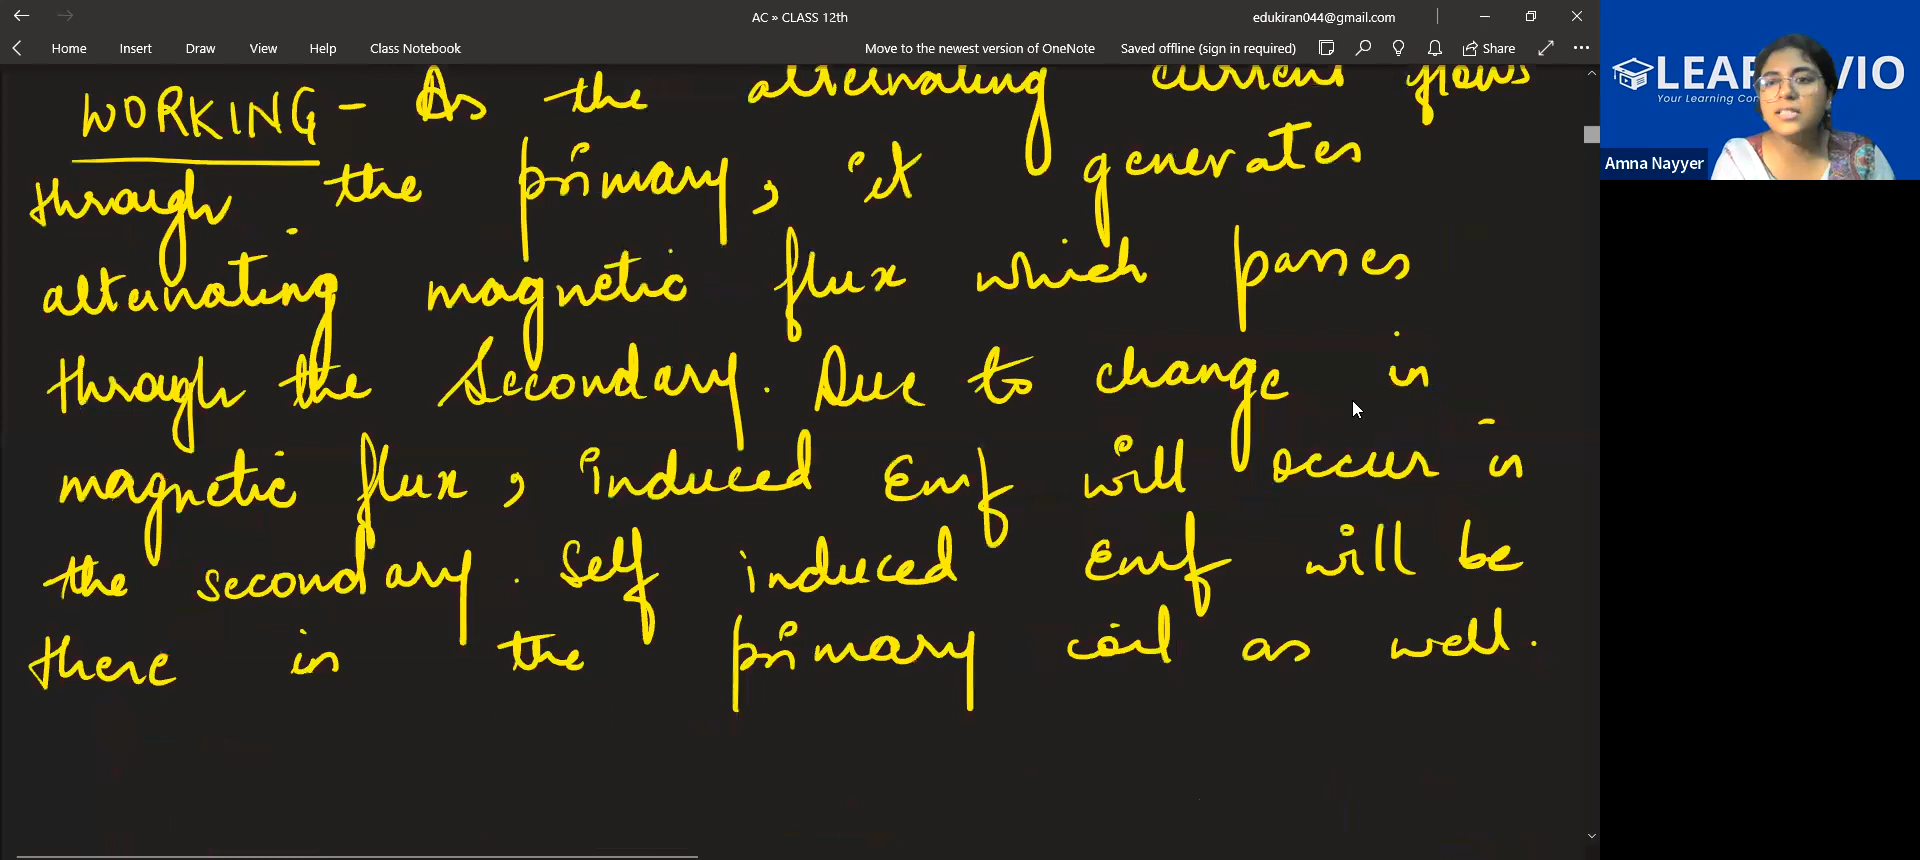 AC » CLASS 12th
edukiran044@gmail.com
Home Insert Draw View Help Class Notebook
Move to the newest version of OneNote Saved offline (sign in required) Share
WORKING - As the alternating current flows
through the primary, it generates
alternating magnetic flux which passes
through the Secondary. Due to change in
magnetic flux, induced Emf will occur in
the secondary. Self induced Emf will be
there in the primary coil as well.
Your Learning
Amna Nayyer